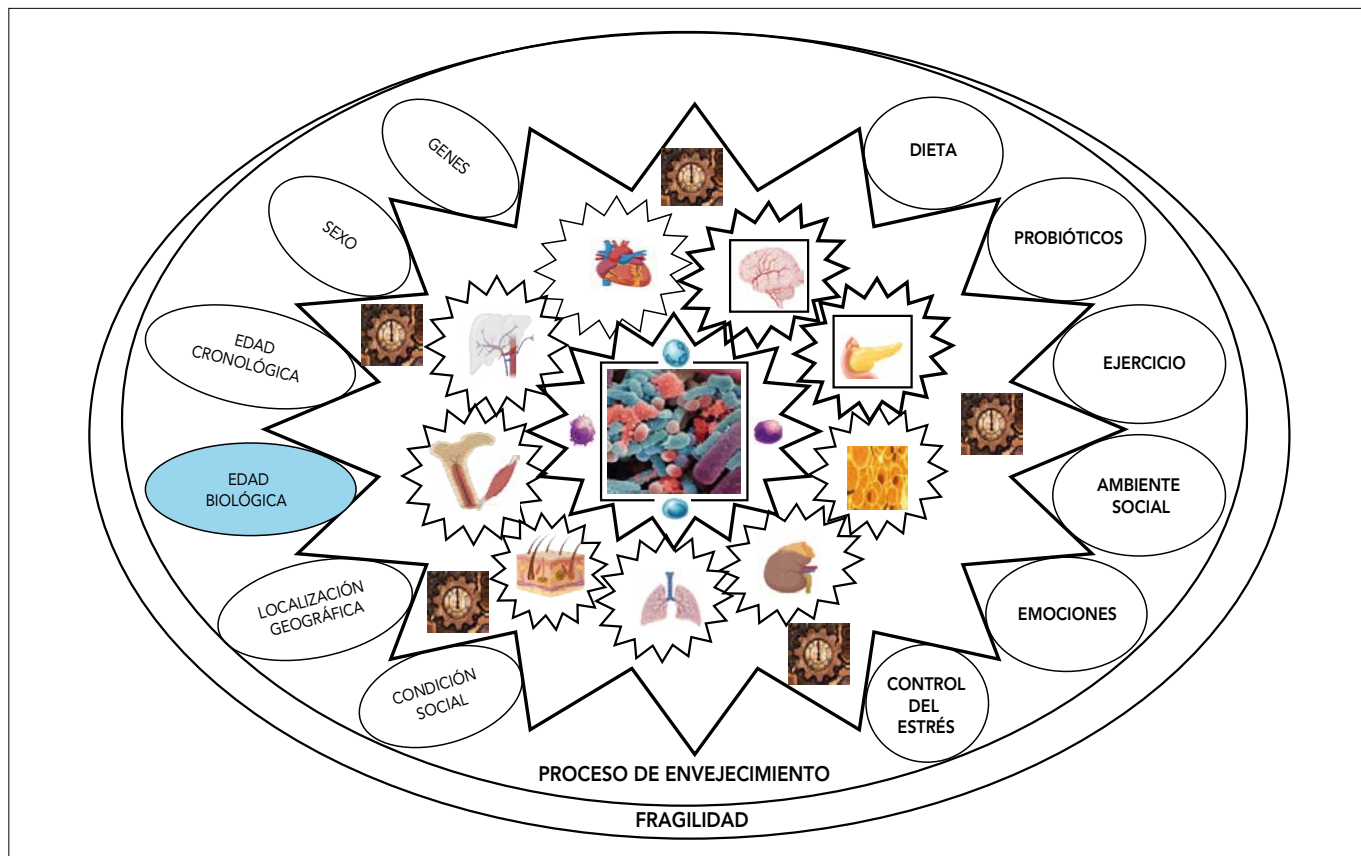 GENES
SEXO
EDAD
CRONOLÓGICA
EDAD
BIOLÓGICA
LOCALIZACIÓN
GEOGRÁFICA
CONDICIÓN
SOCIAL
DIETA
PROBIÓTICOS
EJERCICIO
AMBIENTE
SOCIAL
EMOCIONES
CONTROL
DEL
ESTRÉS
PROCESO DE ENVEJECIMIENTO
FRAGILIDAD